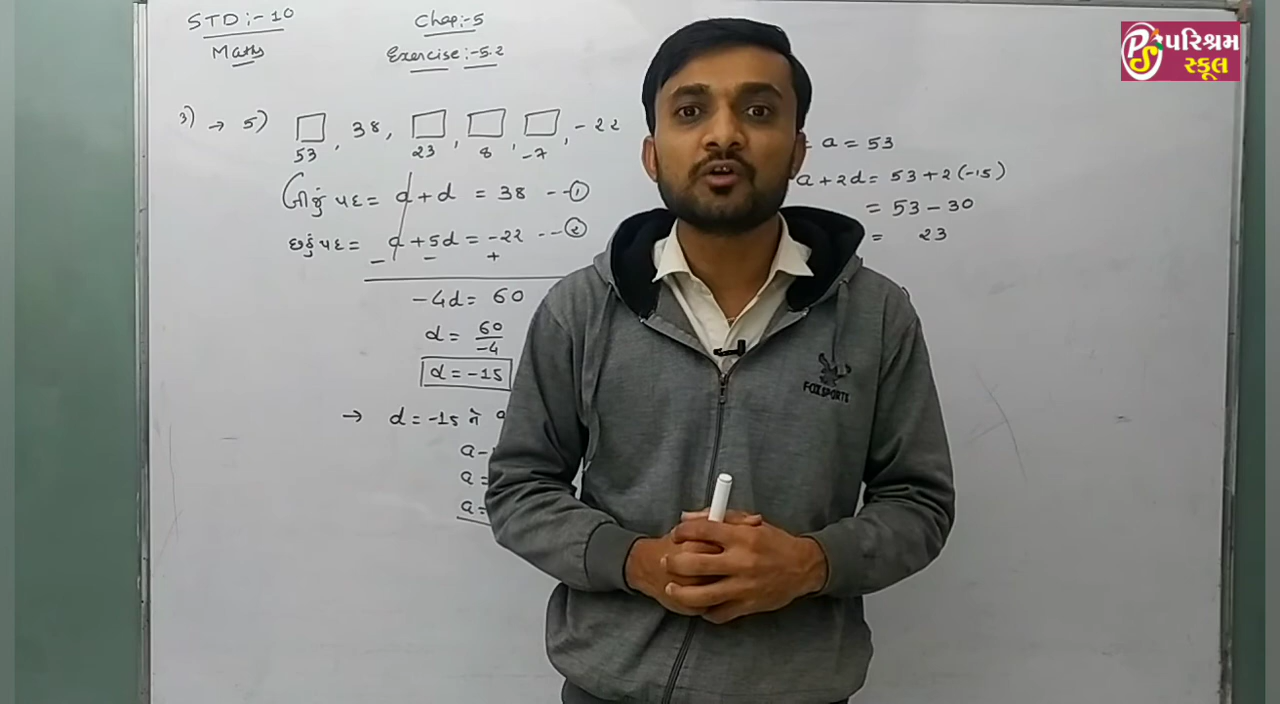 STD:-10
Maths
Chap:-5
Exercise:-5.2
પરિશ્રમ
સ્કૂલ
3) → 5) □, 38, □, □, □, -22
53 23 8 -7
બીજું પદ = a + d = 38 --- ①
છઠ્ઠું પદ = a + 5d = -22 --- ②
- - +
-4d = 60
d = 60/-4
d = -15
→ d = -15 ને
a -
a =
a =
= a = 53
a + 2d = 53 + 2(-15)
= 53 - 30
= 23
FOXSPORTS